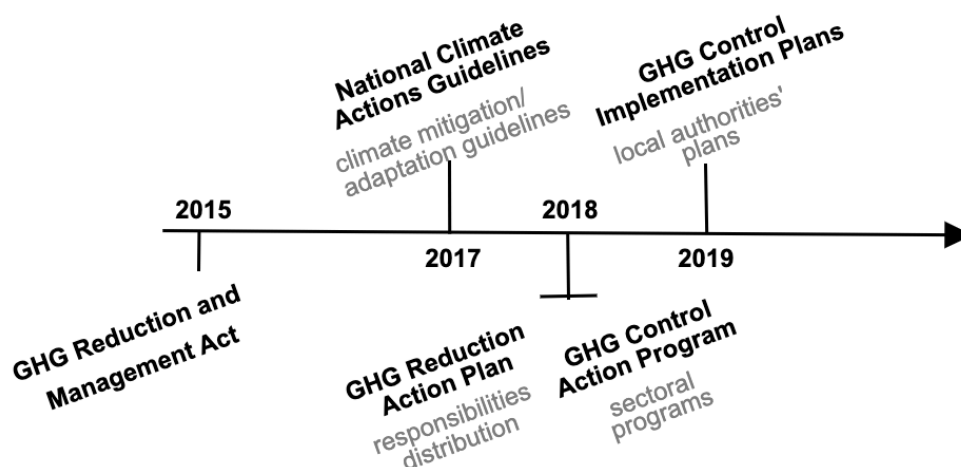 National Climate
Actions Guidelines
climate mitigation/
adaptation guidelines
GHG Control
Implementation Plans
local authorities'
plans
2015
2018
2017
2019
GHG Reduction and
Management Act
GHG Reduction
Action Plan
responsibilities
distribution
GHG Control
Action Program
sectoral
programs